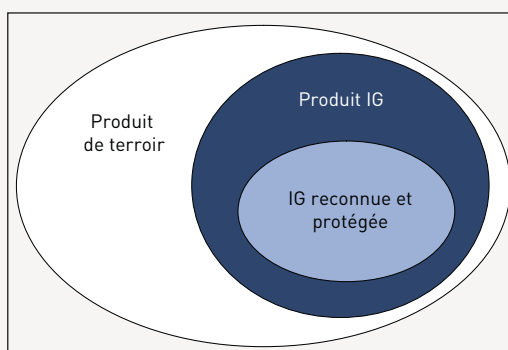 Produit IG
Produit
de terroir
IG reconnue et
protégée